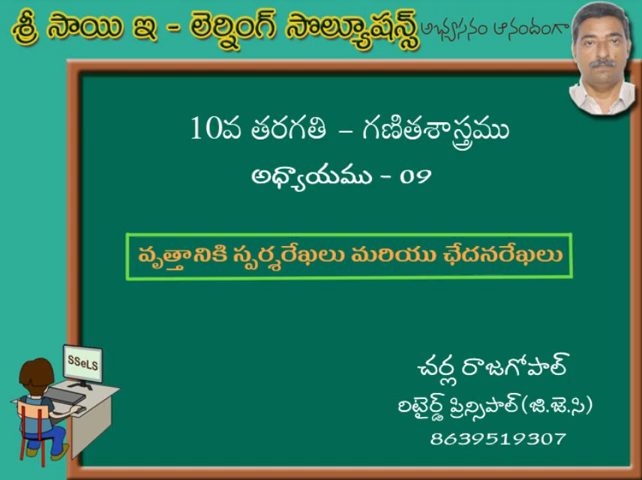 శ్రీ సాయి ఇ - లెర్నింగ్ సొల్యూషన్స్ అభ్యసనం ఆనందంగా
10వ తరగతి – గణితశాస్త్రము
అధ్యాయము - 09
వృత్తానికి స్పర్శరేఖలు మరియు ఛేదనరేఖలు
SSeLS
చర్ల రాజగోపాల్
రిటైర్డ్ ప్రిన్సిపాల్(జి.జె.సి)
8639519307